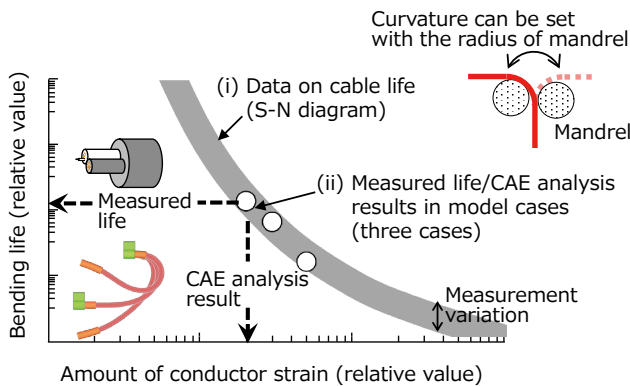 Curvature can be set
with the radius of mandrel
Mandrel
(i) Data on cable life
(S-N diagram)
(ii) Measured life/CAE analysis
results in model cases
(three cases)
Measured
life
CAE analysis
result
Measurement
variation
Bending life (relative value)
Amount of conductor strain (relative value)